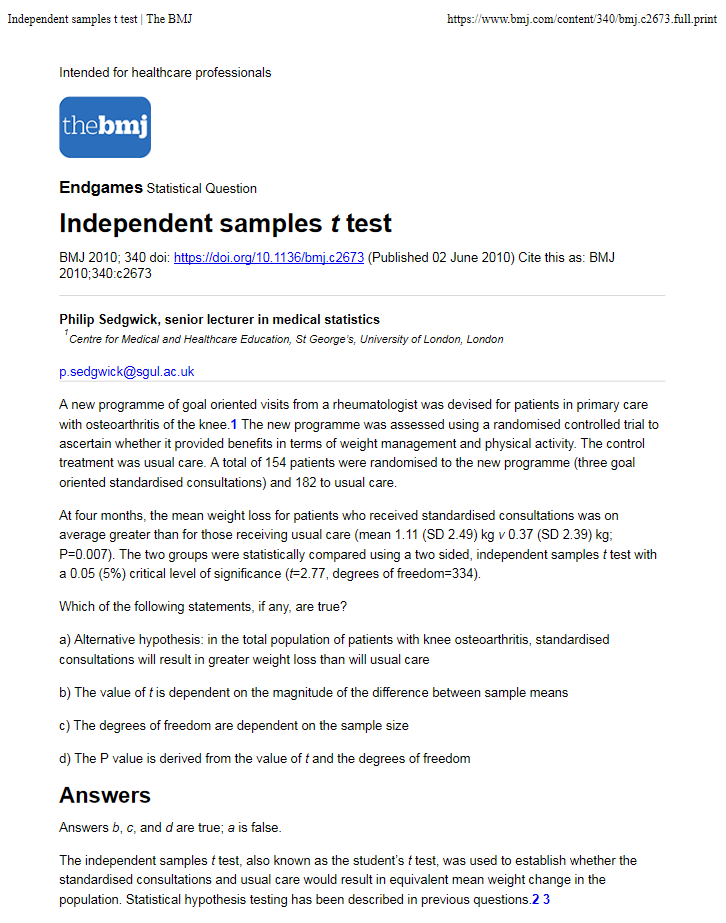 Independent samples t test | The BMJ
https://www.bmj.com/content/340/bmj.c2673.full.print
Intended for healthcare professionals
thebmj
Endgames Statistical Question
Independent samples t test
BMJ 2010; 340 doi: https://doi.org/10.1136/bmj.c2673 (Published 02 June 2010) Cite this as: BMJ
2010;340:c2673
Philip Sedgwick, senior lecturer in medical statistics
1 Centre for Medical and Healthcare Education, St George's, University of London, London
p.sedgwick@sgul.ac.uk
A new programme of goal oriented visits from a rheumatologist was devised for patients in primary care
with osteoarthritis of the knee.1 The new programme was assessed using a randomised controlled trial to
ascertain whether it provided benefits in terms of weight management and physical activity. The control
treatment was usual care. A total of 154 patients were randomised to the new programme (three goal
oriented standardised consultations) and 182 to usual care.
At four months, the mean weight loss for patients who received standardised consultations was on
average greater than for those receiving usual care (mean 1.11 (SD 2.49) kg v 0.37 (SD 2.39) kg;
P=0.007). The two groups were statistically compared using a two sided, independent samples t test with
a 0.05 (5%) critical level of significance (t=2.77, degrees of freedom=334).
Which of the following statements, if any, are true?
a) Alternative hypothesis: in the total population of patients with knee osteoarthritis, standardised
consultations will result in greater weight loss than will usual care
b) The value of t is dependent on the magnitude of the difference between sample means
c) The degrees of freedom are dependent on the sample size
d) The P value is derived from the value of t and the degrees of freedom
Answers
Answers b, c, and d are true; a is false.
The independent samples t test, also known as the student's t test, was used to establish whether the
standardised consultations and usual care would result in equivalent mean weight change in the
population. Statistical hypothesis testing has been described in previous questions.2 3